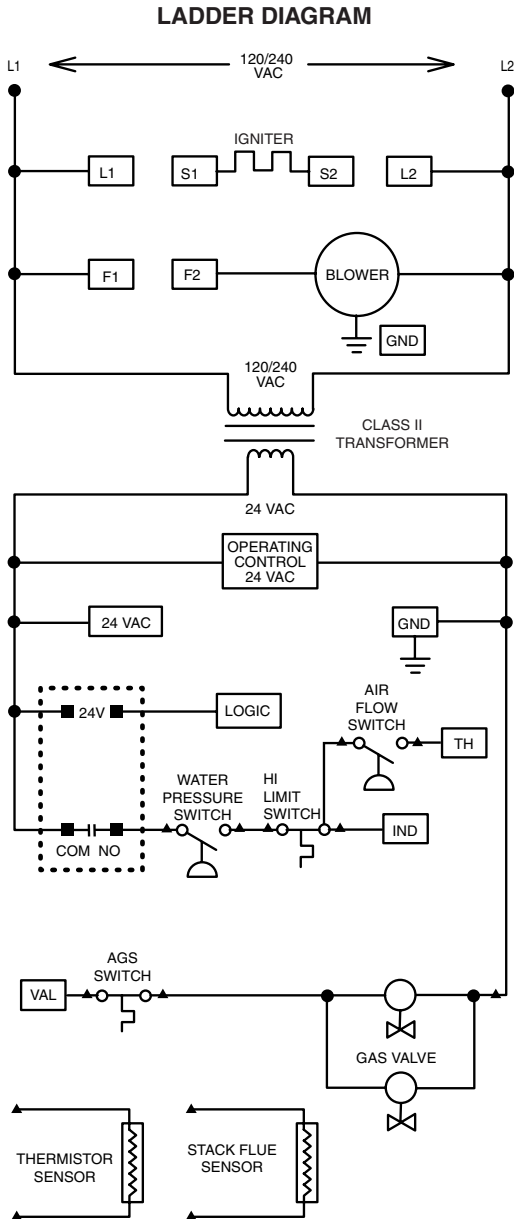 LADDER DIAGRAM
L1
120/240
VAC
L2
IGNITER
L1
S1
S2
L2
F1
F2
BLOWER
GND
120/240
VAC
CLASS II
TRANSFORMER
24 VAC
OPERATING
CONTROL
24 VAC
24 VAC
GND
24V
LOGIC
AIR
FLOW
SWITCH
TH
WATER
PRESSURE
SWITCH
HI
LIMIT
SWITCH
IND
COM NO
AGS
SWITCH
VAL
GAS VALVE
THERMISTOR
SENSOR
STACK FLUE
SENSOR